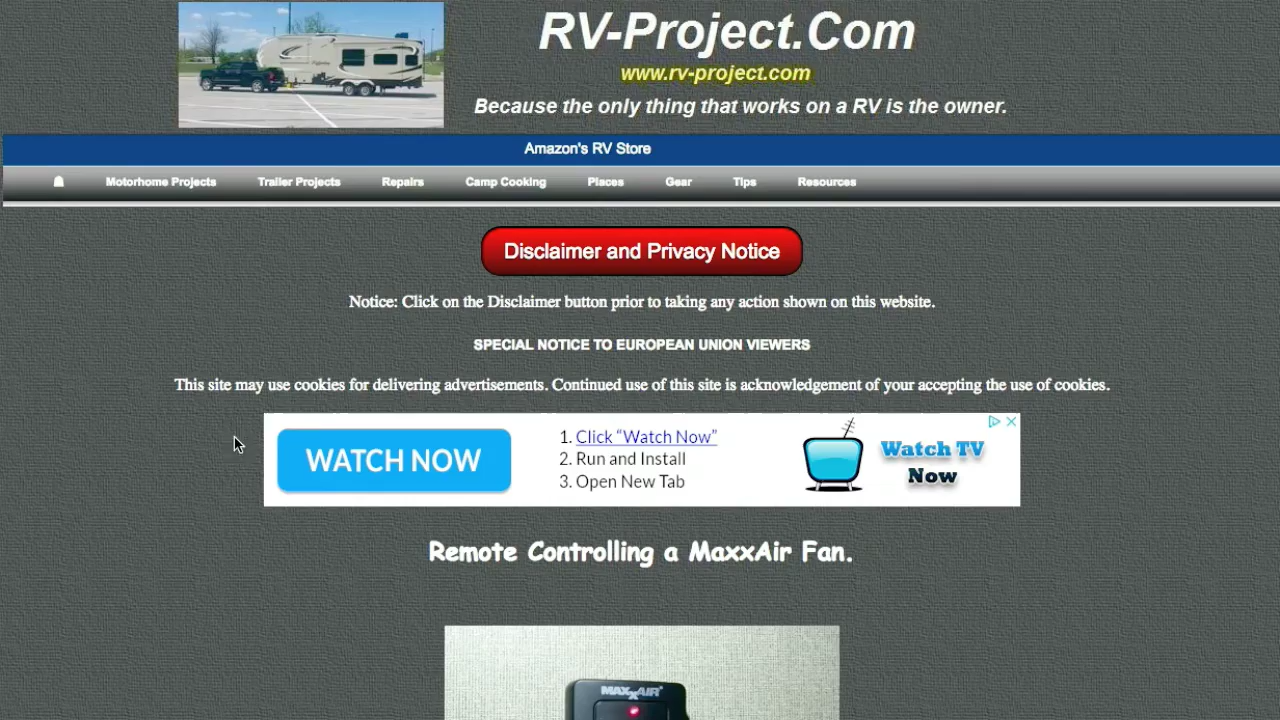 RV-Project.Com
www.rv-project.com
Because the only thing that works on a RV is the owner.
Amazon's RV Store
Motorhome Projects Trailer Projects Repairs Camp Cooking Places Gear Tips Resources
Disclaimer and Privacy Notice
Notice: Click on the Disclaimer button prior to taking any action shown on this website.
SPECIAL NOTICE TO EUROPEAN UNION VIEWERS
This site may use cookies for delivering advertisements. Continued use of this site is acknowledgement of your accepting the use of cookies.
WATCH NOW
1. Click “Watch Now”
2. Run and Install
3. Open New Tab
Watch TV
Now
Remote Controlling a MaxxAir Fan.
MAXXAIR